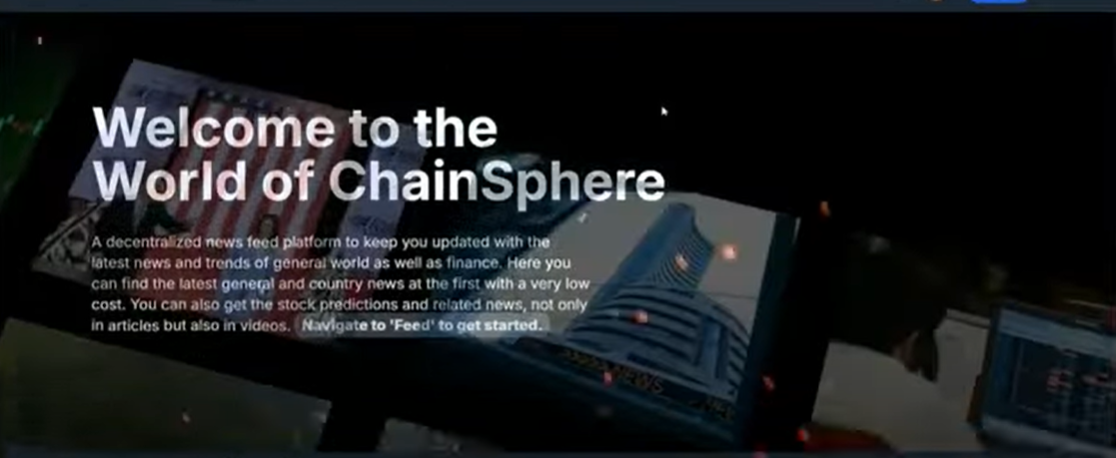 Welcome to the
World of ChainSphere
A decentralized news feed platform to keep you updated with the
latest news and trends of general world as well as finance. Here you
can find the latest general and country news at the first with a very low
cost. You can also get the stock predictions and related news, not only
in articles but also in videos. Navigate to 'Feed' to get started.
NEWS